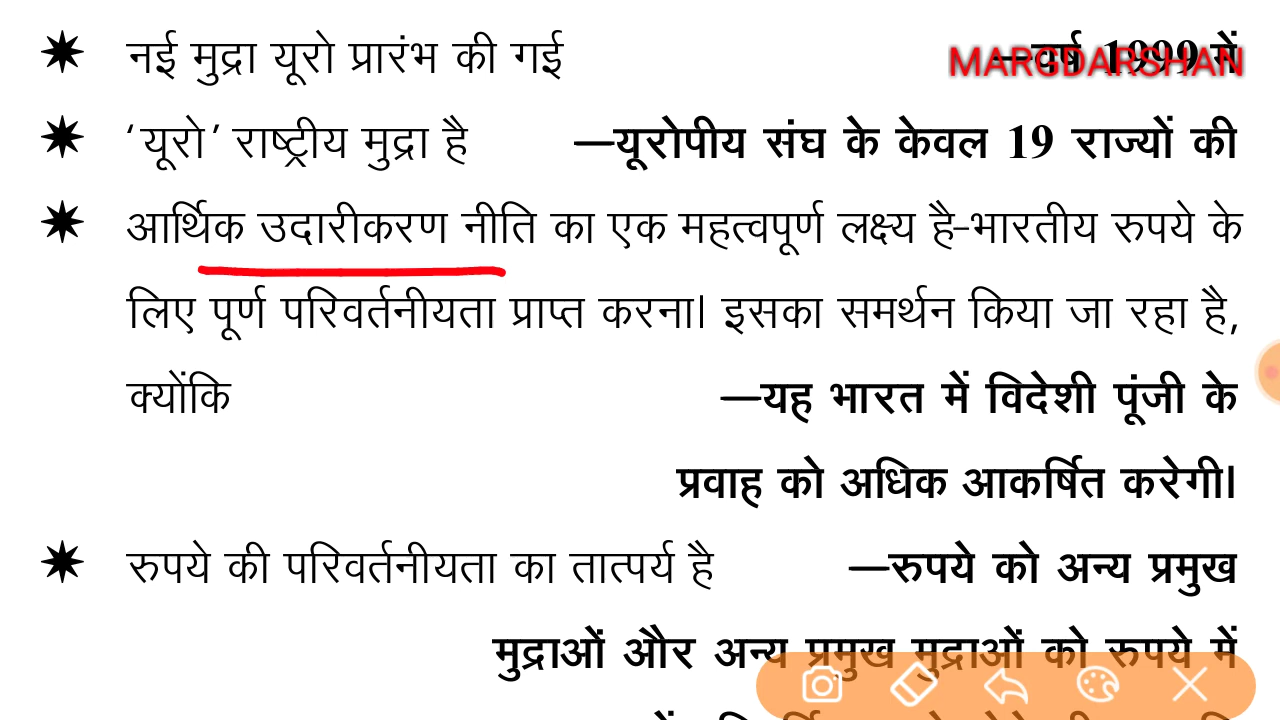 नई मुद्रा यूरो प्रारंभ की गई —वर्ष 1999 में
MARGDARSHAN
‘यूरो’ राष्ट्रीय मुद्रा है —यूरोपीय संघ के केवल 19 राज्यों की
आर्थिक उदारीकरण नीति का एक महत्वपूर्ण लक्ष्य है-भारतीय रुपये के
लिए पूर्ण परिवर्तनीयता प्राप्त करना। इसका समर्थन किया जा रहा है,
क्योंकि —यह भारत में विदेशी पूंजी के
प्रवाह को अधिक आकर्षित करेगी।
रुपये की परिवर्तनीयता का तात्पर्य है —रुपये को अन्य प्रमुख
मुद्राओं और अन्य प्रमुख मुद्राओं को रुपये में